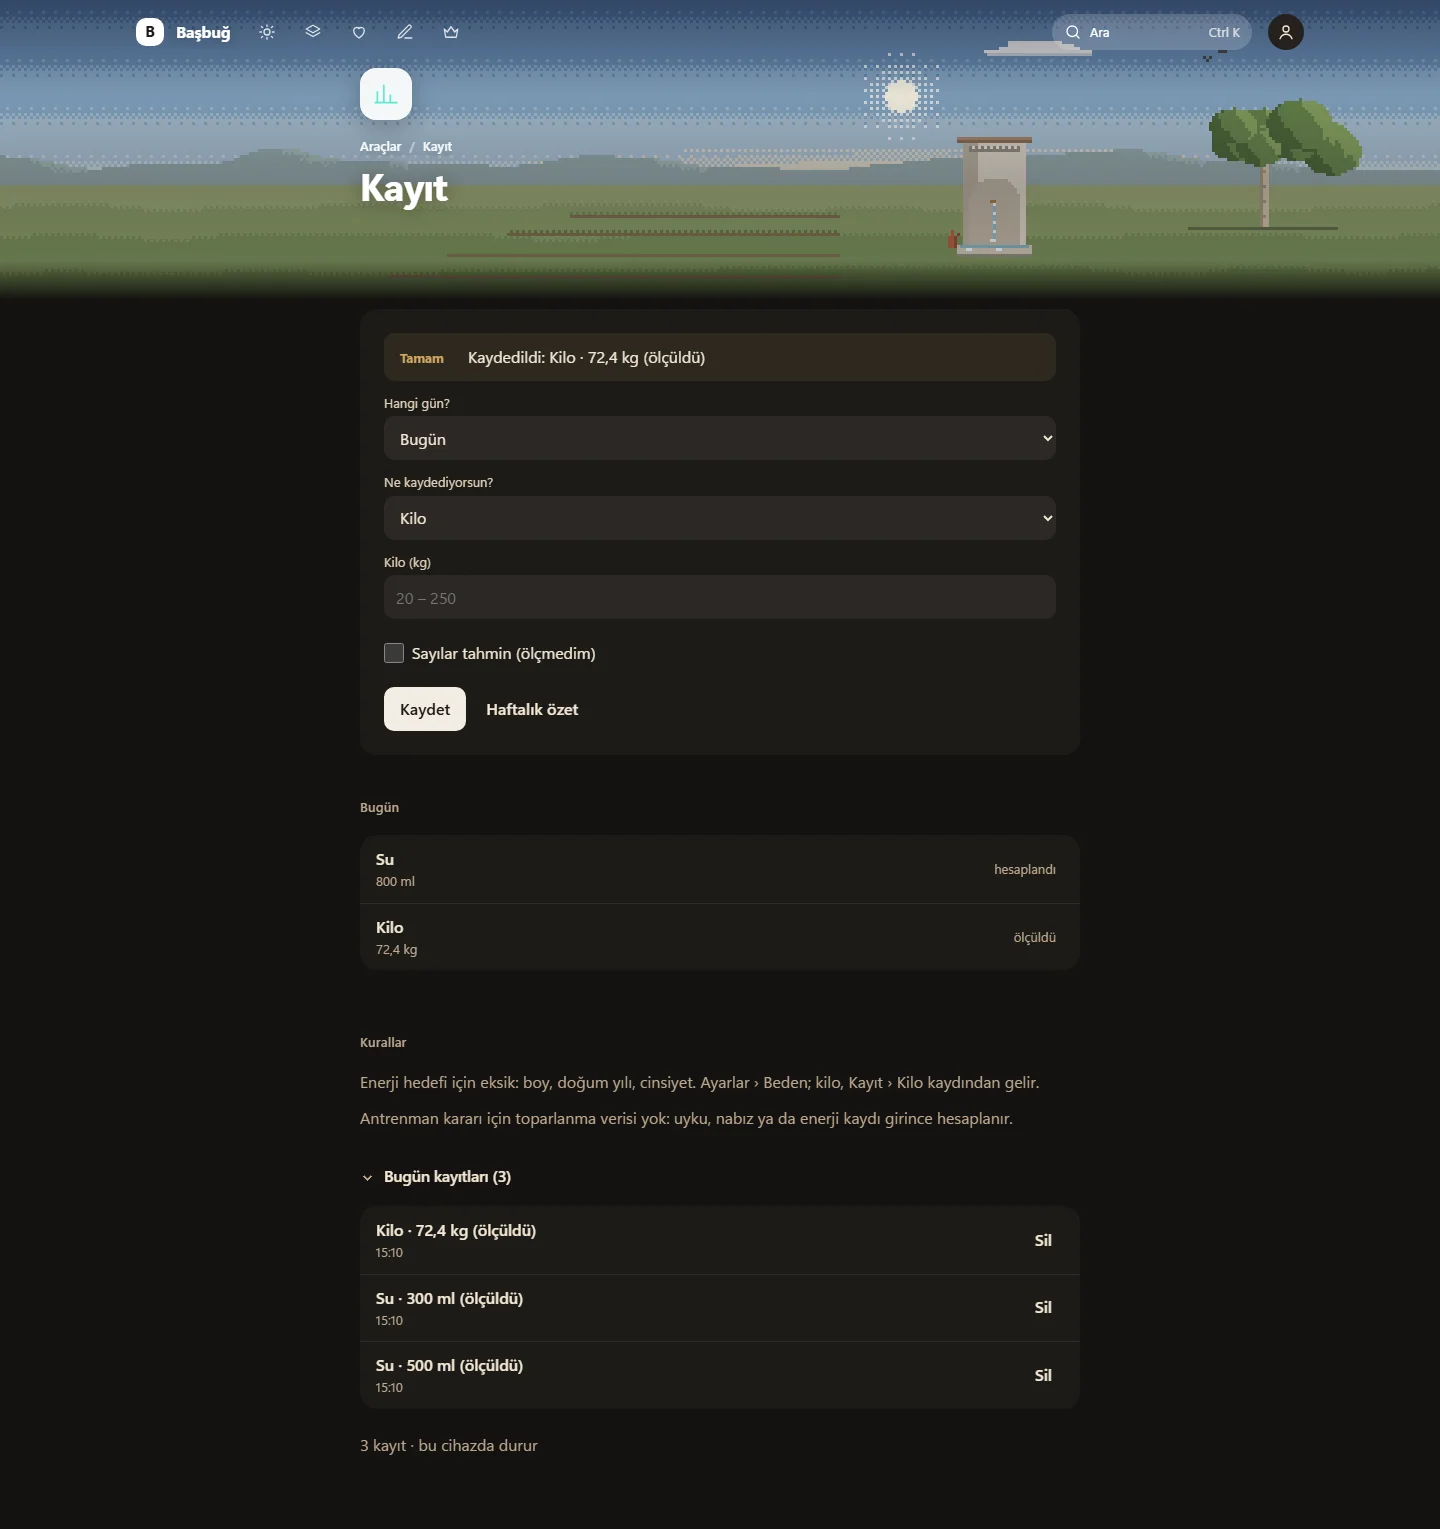 B Başbuğ
Ara Ctrl K
Araçlar / Kayıt
Kayıt
Tamam Kaydedildi: Kilo · 72,4 kg (ölçüldü)
Hangi gün?
Bugün
Ne kaydediyorsun?
Kilo
Kilo (kg)
20 – 250
Sayılar tahmin (ölçmedim)
Kaydet Haftalık özet
Bugün
Su
800 ml
hesaplandı
Kilo
72,4 kg
ölçüldü
Kurallar
Enerji hedefi için eksik: boy, doğum yılı, cinsiyet. Ayarlar › Beden; kilo, Kayıt › Kilo kaydından gelir.
Antrenman kararı için toparlanma verisi yok: uyku, nabız ya da enerji kaydı girince hesaplanır.
Bugün kayıtları (3)
Kilo · 72,4 kg (ölçüldü)
15:10
Sil
Su · 300 ml (ölçüldü)
15:10
Sil
Su · 500 ml (ölçüldü)
15:10
Sil
3 kayıt · bu cihazda durur